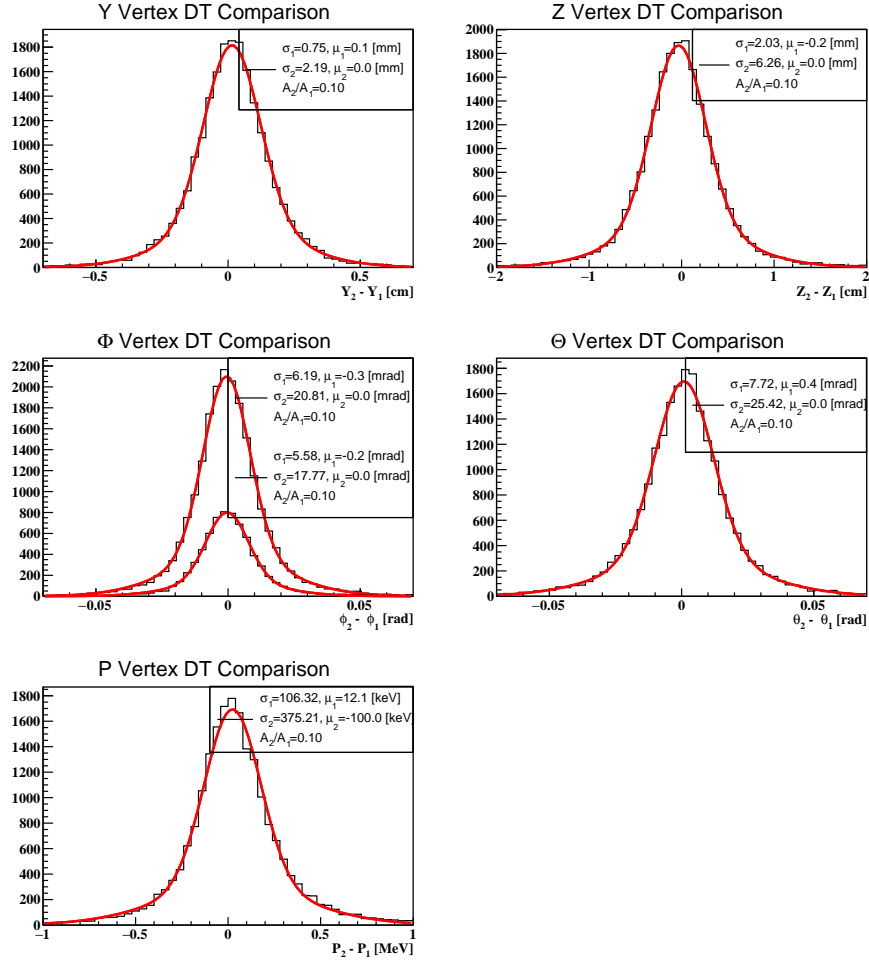 Y Vertex DT Comparison
σ1=0.75, μ1=0.1 [mm]
σ2=2.19, μ2=0.0 [mm]
A2/A1=0.10
1800
1600
1400
1200
1000
800
600
400
200
0
−0.5 0 0.5
Y2 - Y1 [cm]
Z Vertex DT Comparison
σ1=2.03, μ1=-0.2 [mm]
σ2=6.26, μ2=0.0 [mm]
A2/A1=0.10
2000
1800
1600
1400
1200
1000
800
600
400
200
0
−2 −1 0 1 2
Z2 - Z1 [cm]
Φ Vertex DT Comparison
σ1=6.19, μ1=-0.3 [mrad]
σ2=20.81, μ2=0.0 [mrad]
A2/A1=0.10
σ1=5.58, μ1=-0.2 [mrad]
σ2=17.77, μ2=0.0 [mrad]
A2/A1=0.10
2200
2000
1800
1600
1400
1200
1000
800
600
400
200
0
−0.05 0 0.05
ϕ2 - ϕ1 [rad]
Θ Vertex DT Comparison
σ1=7.72, μ1=0.4 [mrad]
σ2=25.42, μ2=0.0 [mrad]
A2/A1=0.10
1800
1600
1400
1200
1000
800
600
400
200
0
−0.05 0 0.05
θ2 - θ1 [rad]
P Vertex DT Comparison
σ1=106.32, μ1=12.1 [keV]
σ2=375.21, μ2=-100.0 [keV]
A2/A1=0.10
1800
1600
1400
1200
1000
800
600
400
200
0
−1 −0.5 0 0.5 1
P2 - P1 [MeV]